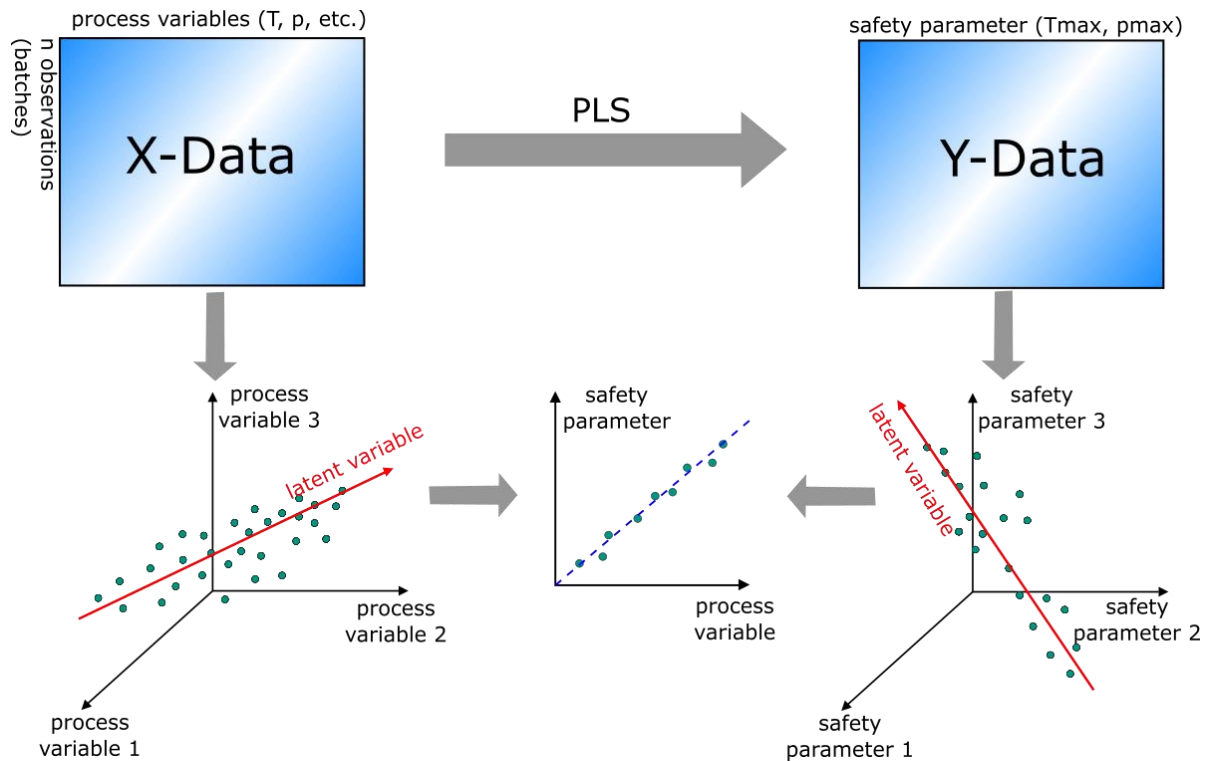 process variables (T, p, etc.)
n observations
(batches)
X-Data
PLS
safety parameter (Tmax, pmax)
Y-Data
process
variable 3
latent variable
process
variable 2
process
variable 1
safety
parameter
process
variable
safety
parameter 3
latent variable
safety
parameter 2
safety
parameter 1